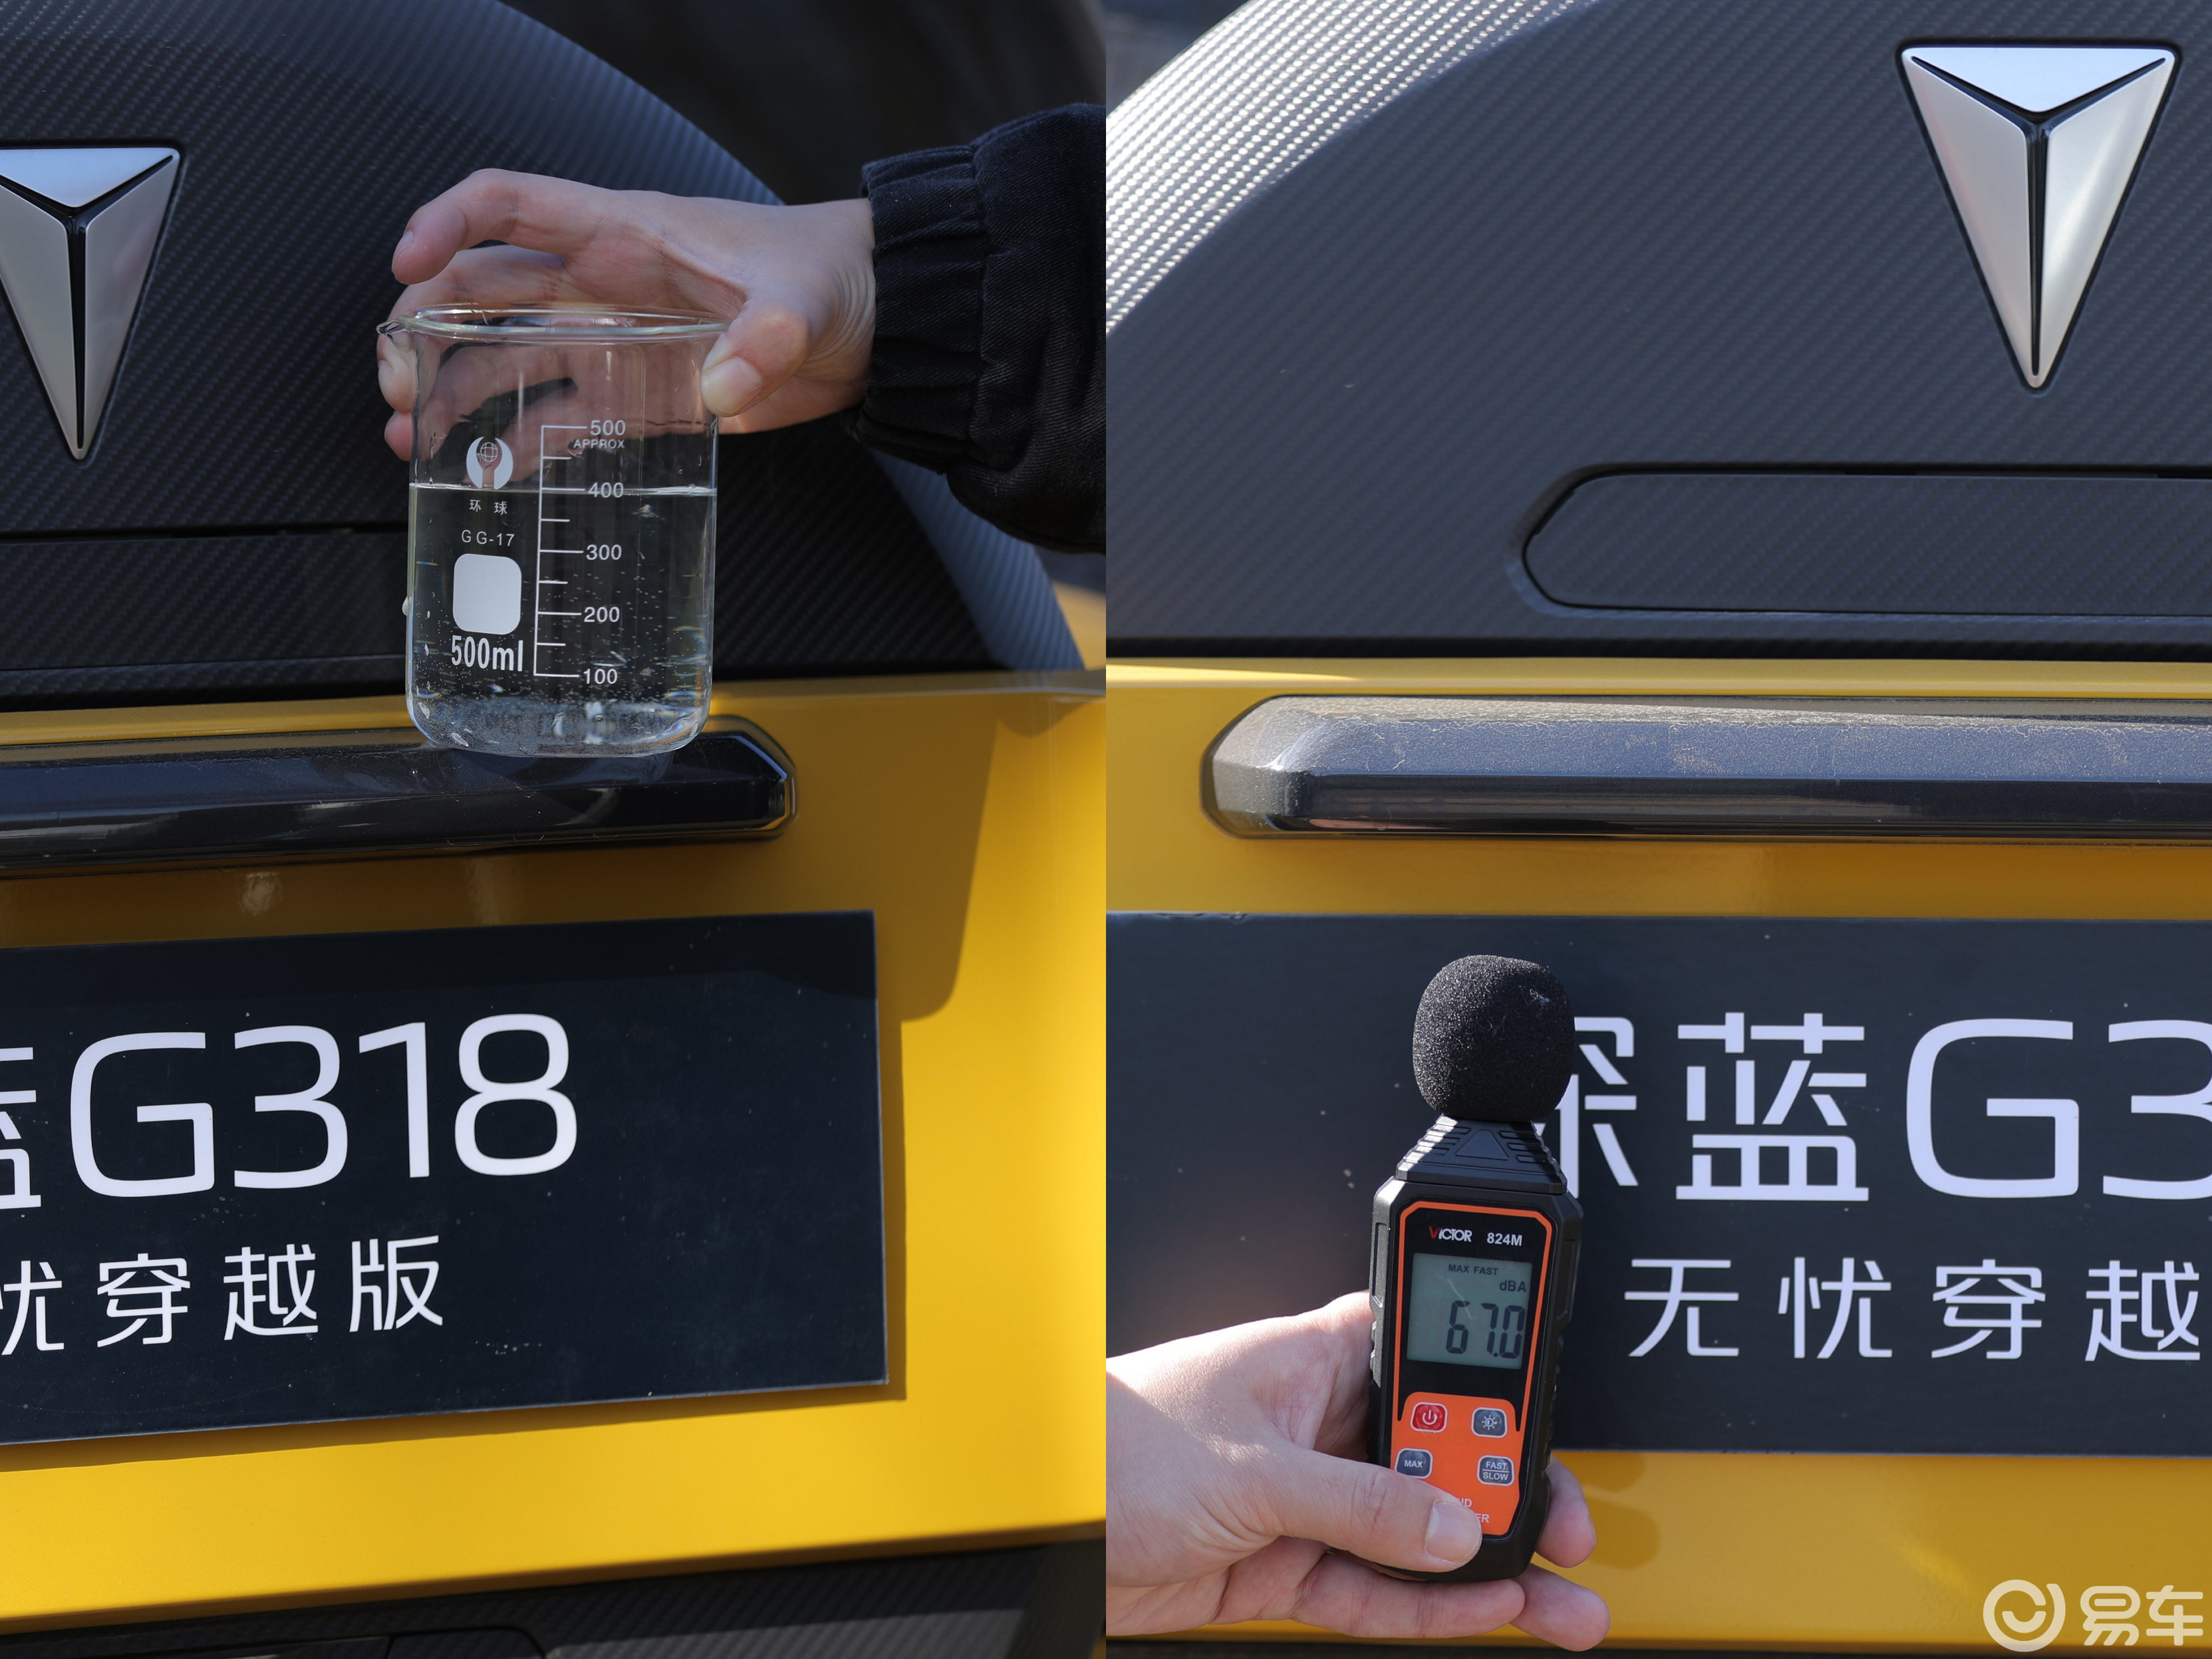 500
APPROX
400
环 球
GG-17
300
200
500ml
100
蓝G318
忧穿越版
深蓝G3
无忧穿越
VICTOR 824M
MAX FAST
dBA
67.0
MAX
FAST
SLOW
易车